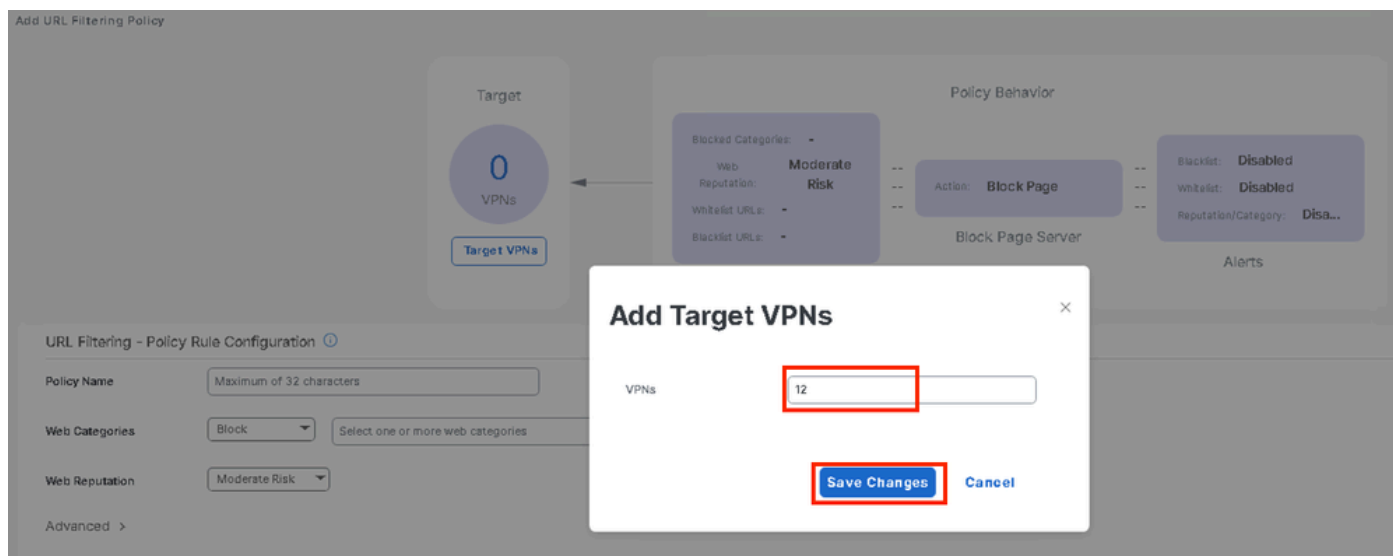 Add URL Filtering Policy
Target
0
VPNs
Target VPNs
Policy Behavior
Blocked Categories: -
Web Reputation: Moderate Risk
Whitelist URLs: -
Blacklist URLs: -
--
--
--
Action: Block Page
Block Page Server
--
--
--
Blacklist: Disabled
Whitelist: Disabled
Reputation/Category: Disa...
Alerts
URL Filtering - Policy Rule Configuration
Policy Name
Maximum of 32 characters
Web Categories
Block
Select one or more web categories
Web Reputation
Moderate Risk
Advanced >
Add Target VPNs
×
VPNs
12
Save Changes
Cancel